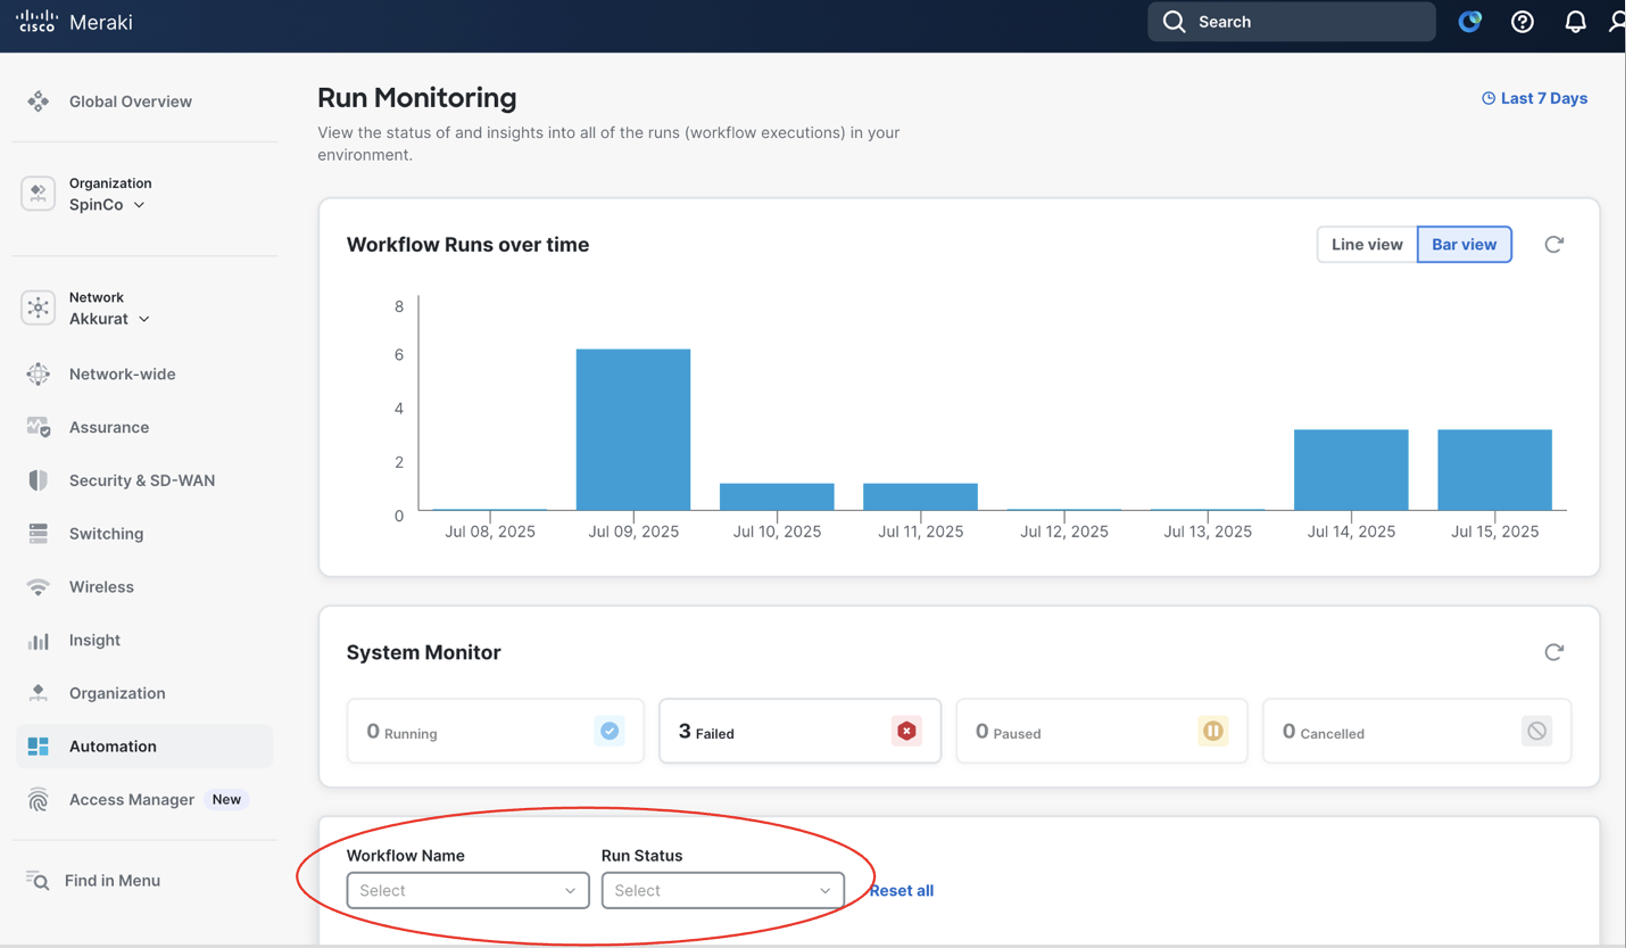 CISCO Meraki
Search
Global Overview
Organization
SpinCo
Network
Akkurat
Network-wide
Assurance
Security & SD-WAN
Switching
Wireless
Insight
Organization
Automation
Access Manager New
Find in Menu
Run Monitoring
Last 7 Days
View the status of and insights into all of the runs (workflow executions) in your
environment.
Workflow Runs over time
Line view Bar view
8
6
4
2
0
Jul 08, 2025 Jul 09, 2025 Jul 10, 2025 Jul 11, 2025 Jul 12, 2025 Jul 13, 2025 Jul 14, 2025 Jul 15, 2025
System Monitor
0 Running 3 Failed 0 Paused 0 Cancelled
Workflow Name Run Status
Select Select Reset all